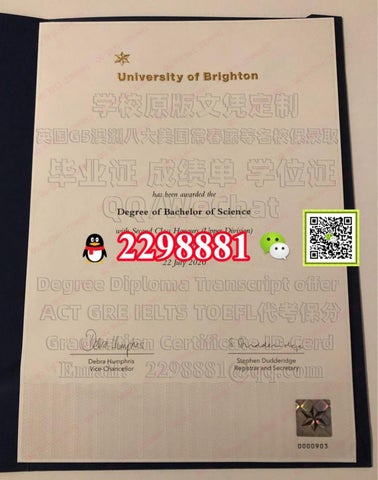 University of Brighton
学校原版文凭定制
英国G5澳洲八大美国常春藤等名校保录取
毕业证 成绩单 学位证
has been awarded the
QQ/WeChat
Degree of Bachelor of Science
with Second Class Honours (Upper Division)
2298881
22 July 2020
Degree Diploma Transcript offer
ACT GRE IELTS TOEFL代考保分
Graduation Certificate
Debra Humphris
Vice-Chancellor
Stephen Dudderidge
Registrar and Secretary
2298881@qq.com
0000903